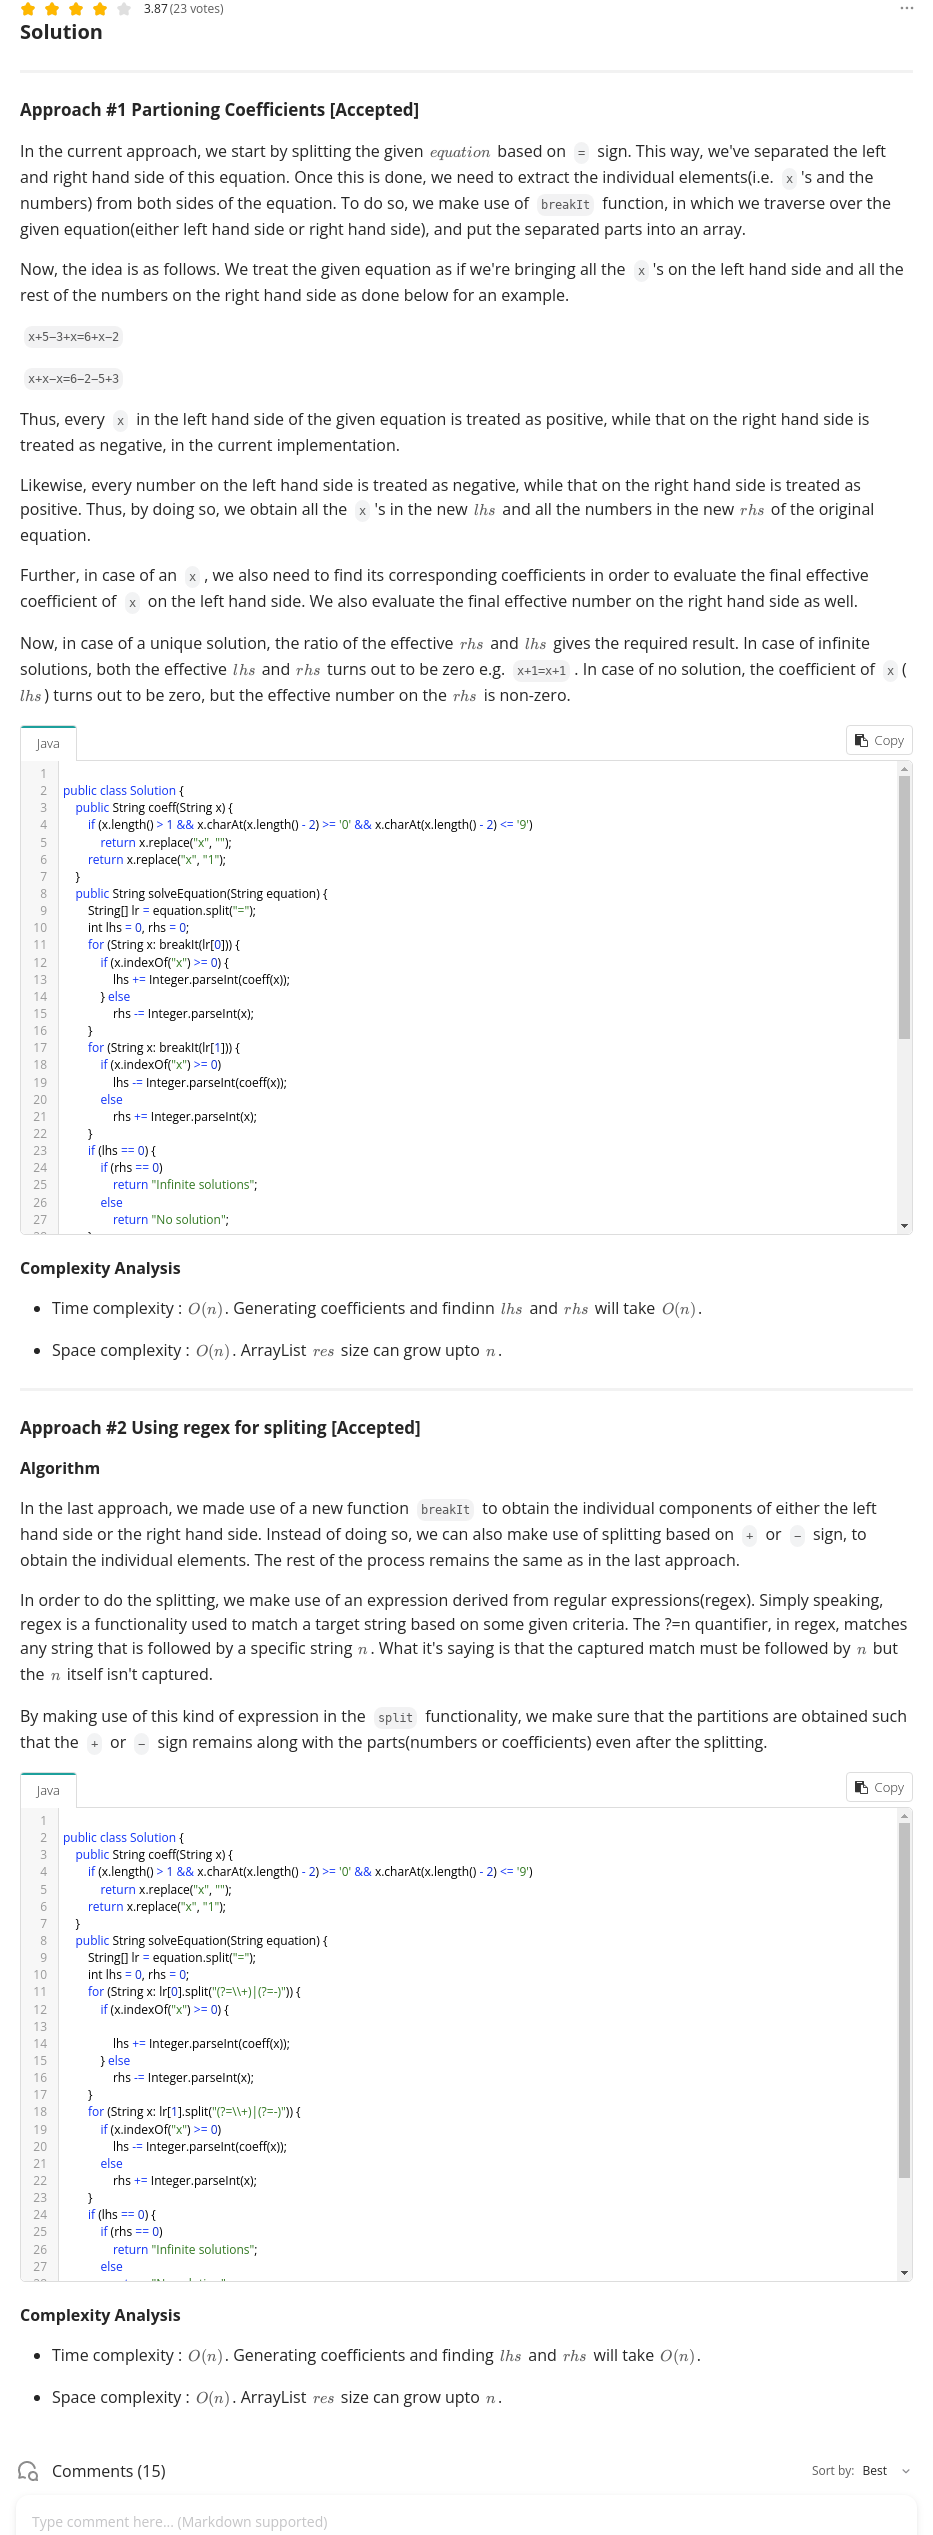 3.87 (23 votes)
Solution
Approach #1 Partioning Coefficients [Accepted]
In the current approach, we start by splitting the given equation based on = sign. This way, we've separated the left
and right hand side of this equation. Once this is done, we need to extract the individual elements(i.e. x 's and the
numbers) from both sides of the equation. To do so, we make use of breakIt function, in which we traverse over the
given equation(either left hand side or right hand side), and put the separated parts into an array.
Now, the idea is as follows. We treat the given equation as if we're bringing all the x 's on the left hand side and all the
rest of the numbers on the right hand side as done below for an example.
x+5−3+x=6+x−2
x+x−x=6−2−5+3
Thus, every x in the left hand side of the given equation is treated as positive, while that on the right hand side is
treated as negative, in the current implementation.
Likewise, every number on the left hand side is treated as negative, while that on the right hand side is treated as
positive. Thus, by doing so, we obtain all the x 's in the new lhs and all the numbers in the new rhs of the original
equation.
Further, in case of an x , we also need to find its corresponding coefficients in order to evaluate the final effective
coefficient of x on the left hand side. We also evaluate the final effective number on the right hand side as well.
Now, in case of a unique solution, the ratio of the effective rhs and lhs gives the required result. In case of infinite
solutions, both the effective lhs and rhs turns out to be zero e.g. x+1=x+1 . In case of no solution, the coefficient of x (
lhs) turns out to be zero, but the effective number on the rhs is non-zero.
Java
Copy
1
2 public class Solution {
3 public String coeff(String x) {
4 if (x.length() > 1 && x.charAt(x.length() - 2) >= '0' && x.charAt(x.length() - 2) <= '9')
5 return x.replace("x", "");
6 return x.replace("x", "1");
7 }
8 public String solveEquation(String equation) {
9 String[] lr = equation.split("=");
10 int lhs = 0, rhs = 0;
11 for (String x: breakIt(lr[0])) {
12 if (x.indexOf("x") >= 0) {
13 lhs += Integer.parseInt(coeff(x));
14 } else
15 rhs -= Integer.parseInt(x);
16 }
17 for (String x: breakIt(lr[1])) {
18 if (x.indexOf("x") >= 0)
19 lhs -= Integer.parseInt(coeff(x));
20 else
21 rhs += Integer.parseInt(x);
22 }
23 if (lhs == 0) {
24 if (rhs == 0)
25 return "Infinite solutions";
26 else
27 return "No solution";
Complexity Analysis
• Time complexity : O(n). Generating coefficients and findinn lhs and rhs will take O(n).
• Space complexity : O(n). ArrayList res size can grow upto n.
Approach #2 Using regex for spliting [Accepted]
Algorithm
In the last approach, we made use of a new function breakIt to obtain the individual components of either the left
hand side or the right hand side. Instead of doing so, we can also make use of splitting based on + or − sign, to
obtain the individual elements. The rest of the process remains the same as in the last approach.
In order to do the splitting, we make use of an expression derived from regular expressions(regex). Simply speaking,
regex is a functionality used to match a target string based on some given criteria. The ?=n quantifier, in regex, matches
any string that is followed by a specific string n. What it's saying is that the captured match must be followed by n but
the n itself isn't captured.
By making use of this kind of expression in the split functionality, we make sure that the partitions are obtained such
that the + or − sign remains along with the parts(numbers or coefficients) even after the splitting.
Java
Copy
1
2 public class Solution {
3 public String coeff(String x) {
4 if (x.length() > 1 && x.charAt(x.length() - 2) >= '0' && x.charAt(x.length() - 2) <= '9')
5 return x.replace("x", "");
6 return x.replace("x", "1");
7 }
8 public String solveEquation(String equation) {
9 String[] lr = equation.split("=");
10 int lhs = 0, rhs = 0;
11 for (String x: lr[0].split("(?=\\+)|(?=-)")) {
12 if (x.indexOf("x") >= 0) {
13
14 lhs += Integer.parseInt(coeff(x));
15 } else
16 rhs -= Integer.parseInt(x);
17 }
18 for (String x: lr[1].split("(?=\\+)|(?=-)")) {
19 if (x.indexOf("x") >= 0)
20 lhs -= Integer.parseInt(coeff(x));
21 else
22 rhs += Integer.parseInt(x);
23 }
24 if (lhs == 0) {
25 if (rhs == 0)
26 return "Infinite solutions";
27 else
Complexity Analysis
• Time complexity : O(n). Generating coefficients and finding lhs and rhs will take O(n).
• Space complexity : O(n). ArrayList res size can grow upto n.
Comments (15)
Sort by: Best
Type comment here... (Markdown supported)